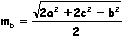 m_b = √(2a² + 2c² − b²) / 2